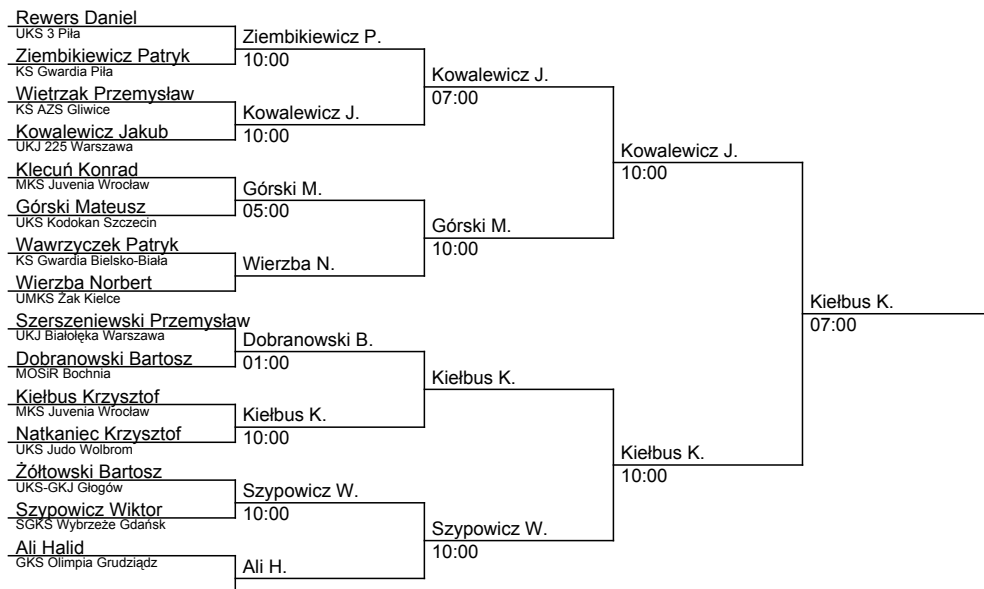 Rewers Daniel
UKS 3 Piła
Ziembikiewicz Patryk
KS Gwardia Piła
Wietrzak Przemysław
KS AZS Gliwice
Kowalewicz Jakub
UKJ 225 Warszawa
Klecuń Konrad
MKS Juvenia Wrocław
Górski Mateusz
UKS Kodokan Szczecin
Wawrzyczek Patryk
KS Gwardia Bielsko-Biała
Wierzba Norbert
UMKS Żak Kielce
Szerszeniewski Przemysław
UKJ Białołęka Warszawa
Dobranowski Bartosz
MOSiR Bochnia
Kiełbus Krzysztof
MKS Juvenia Wrocław
Natkaniec Krzysztof
UKS Judo Wolbrom
Żółtowski Bartosz
UKS-GKJ Głogów
Szypowicz Wiktor
SGKS Wybrzeże Gdańsk
Ali Halid
GKS Olimpia Grudziądz
Ziembikiewicz P.
10:00
Kowalewicz J.
10:00
Górski M.
05:00
Wierzba N.
Dobranowski B.
01:00
Kiełbus K.
10:00
Szypowicz W.
10:00
Ali H.
Kowalewicz J.
07:00
Górski M.
10:00
Kiełbus K.
Szypowicz W.
10:00
Kowalewicz J.
10:00
Kiełbus K.
10:00
Kiełbus K.
07:00